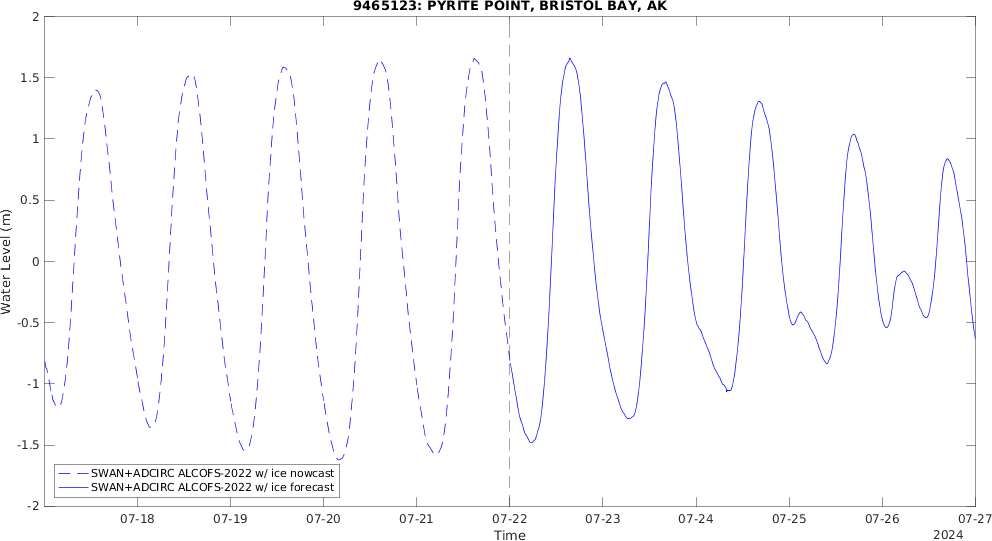 9465123: PYRITE POINT, BRISTOL BAY, AK
Water Level (m)
2
1.5
1
0.5
0
-0.5
-1
-1.5
-2
SWAN+ADCIRC ALCOFS-2022 w/ ice nowcast
SWAN+ADCIRC ALCOFS-2022 w/ ice forecast
07-18 07-19 07-20 07-21 07-22 07-23 07-24 07-25 07-26 07-27
Time
2024